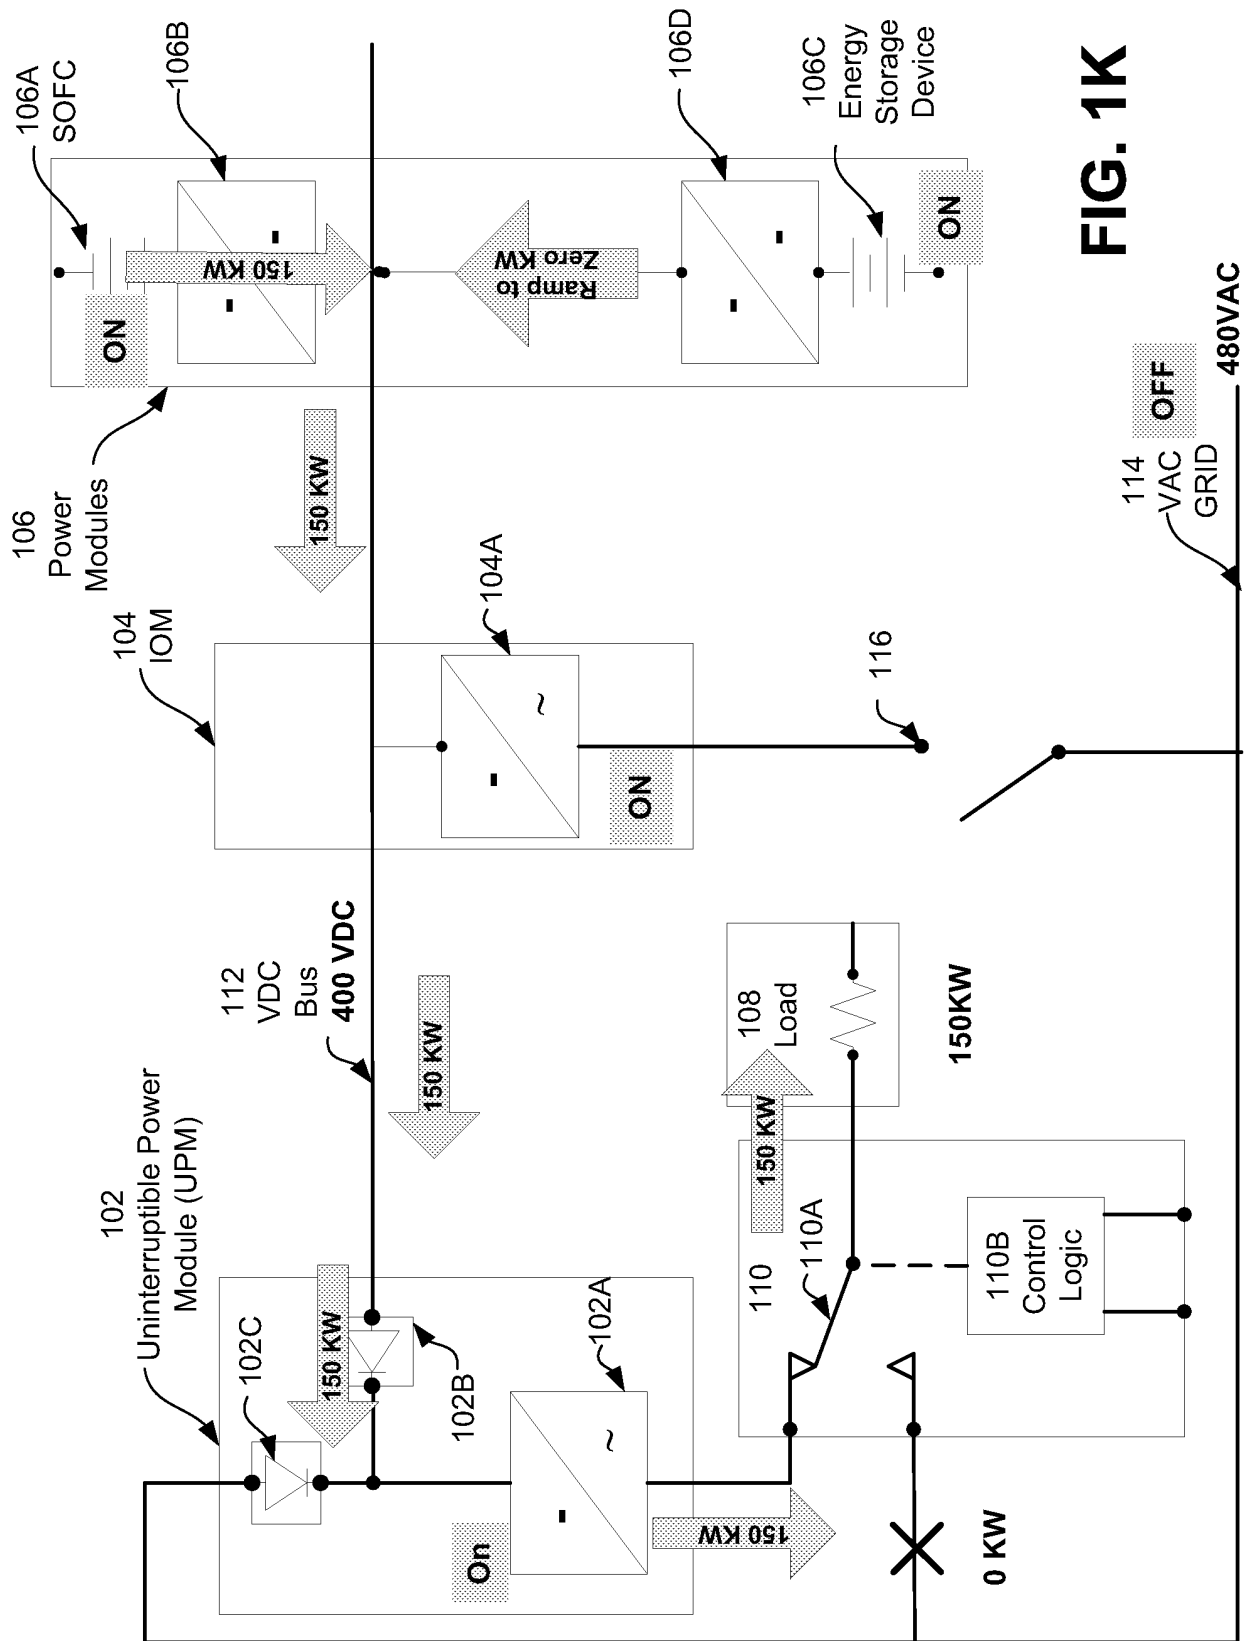 106A
SOFC
106B
106D
106C
Energy
Storage
Device
FIG. 1K
ON
150 KW
Ramp to
Zero KW
ON
106
Power
Modules
150 KW
114
VAC
GRID
OFF
480VAC
104
IOM
104A
~
ON
116
112
VDC
Bus
400 VDC
150 KW
108
Load
150KW
102
Uninterruptible Power
Module (UPM)
102C
150 KW
102B
102A
~
On
150 KW
150 KW
110
110A
110B
Control
Logic
0 KW